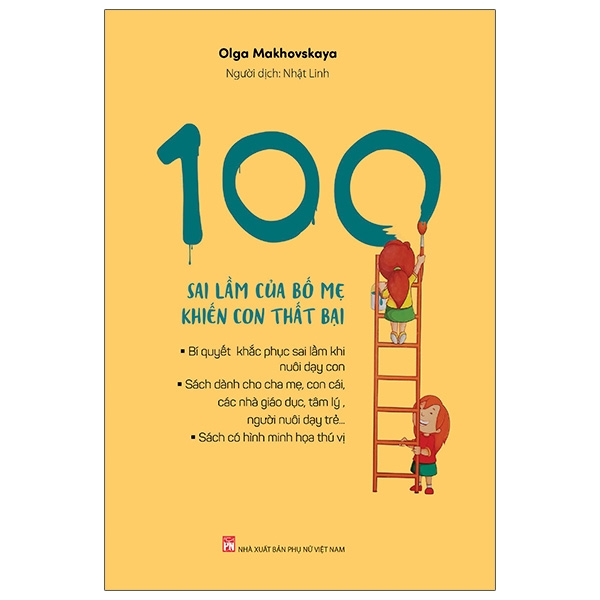 Olga Makhovskaya
Người dịch: Nhật Linh
100
SAI LẦM CỦA BỐ MẸ
KHIẾN CON THẤT BẠI
▪ Bí quyết khắc phục sai lầm khi
nuôi dạy con
▪ Sách dành cho cha mẹ, con cái,
các nhà giáo dục, tâm lý ,
người nuôi dạy trẻ...
▪ Sách có hình minh họa thú vị
PN NHÀ XUẤT BẢN PHỤ NỮ VIỆT NAM